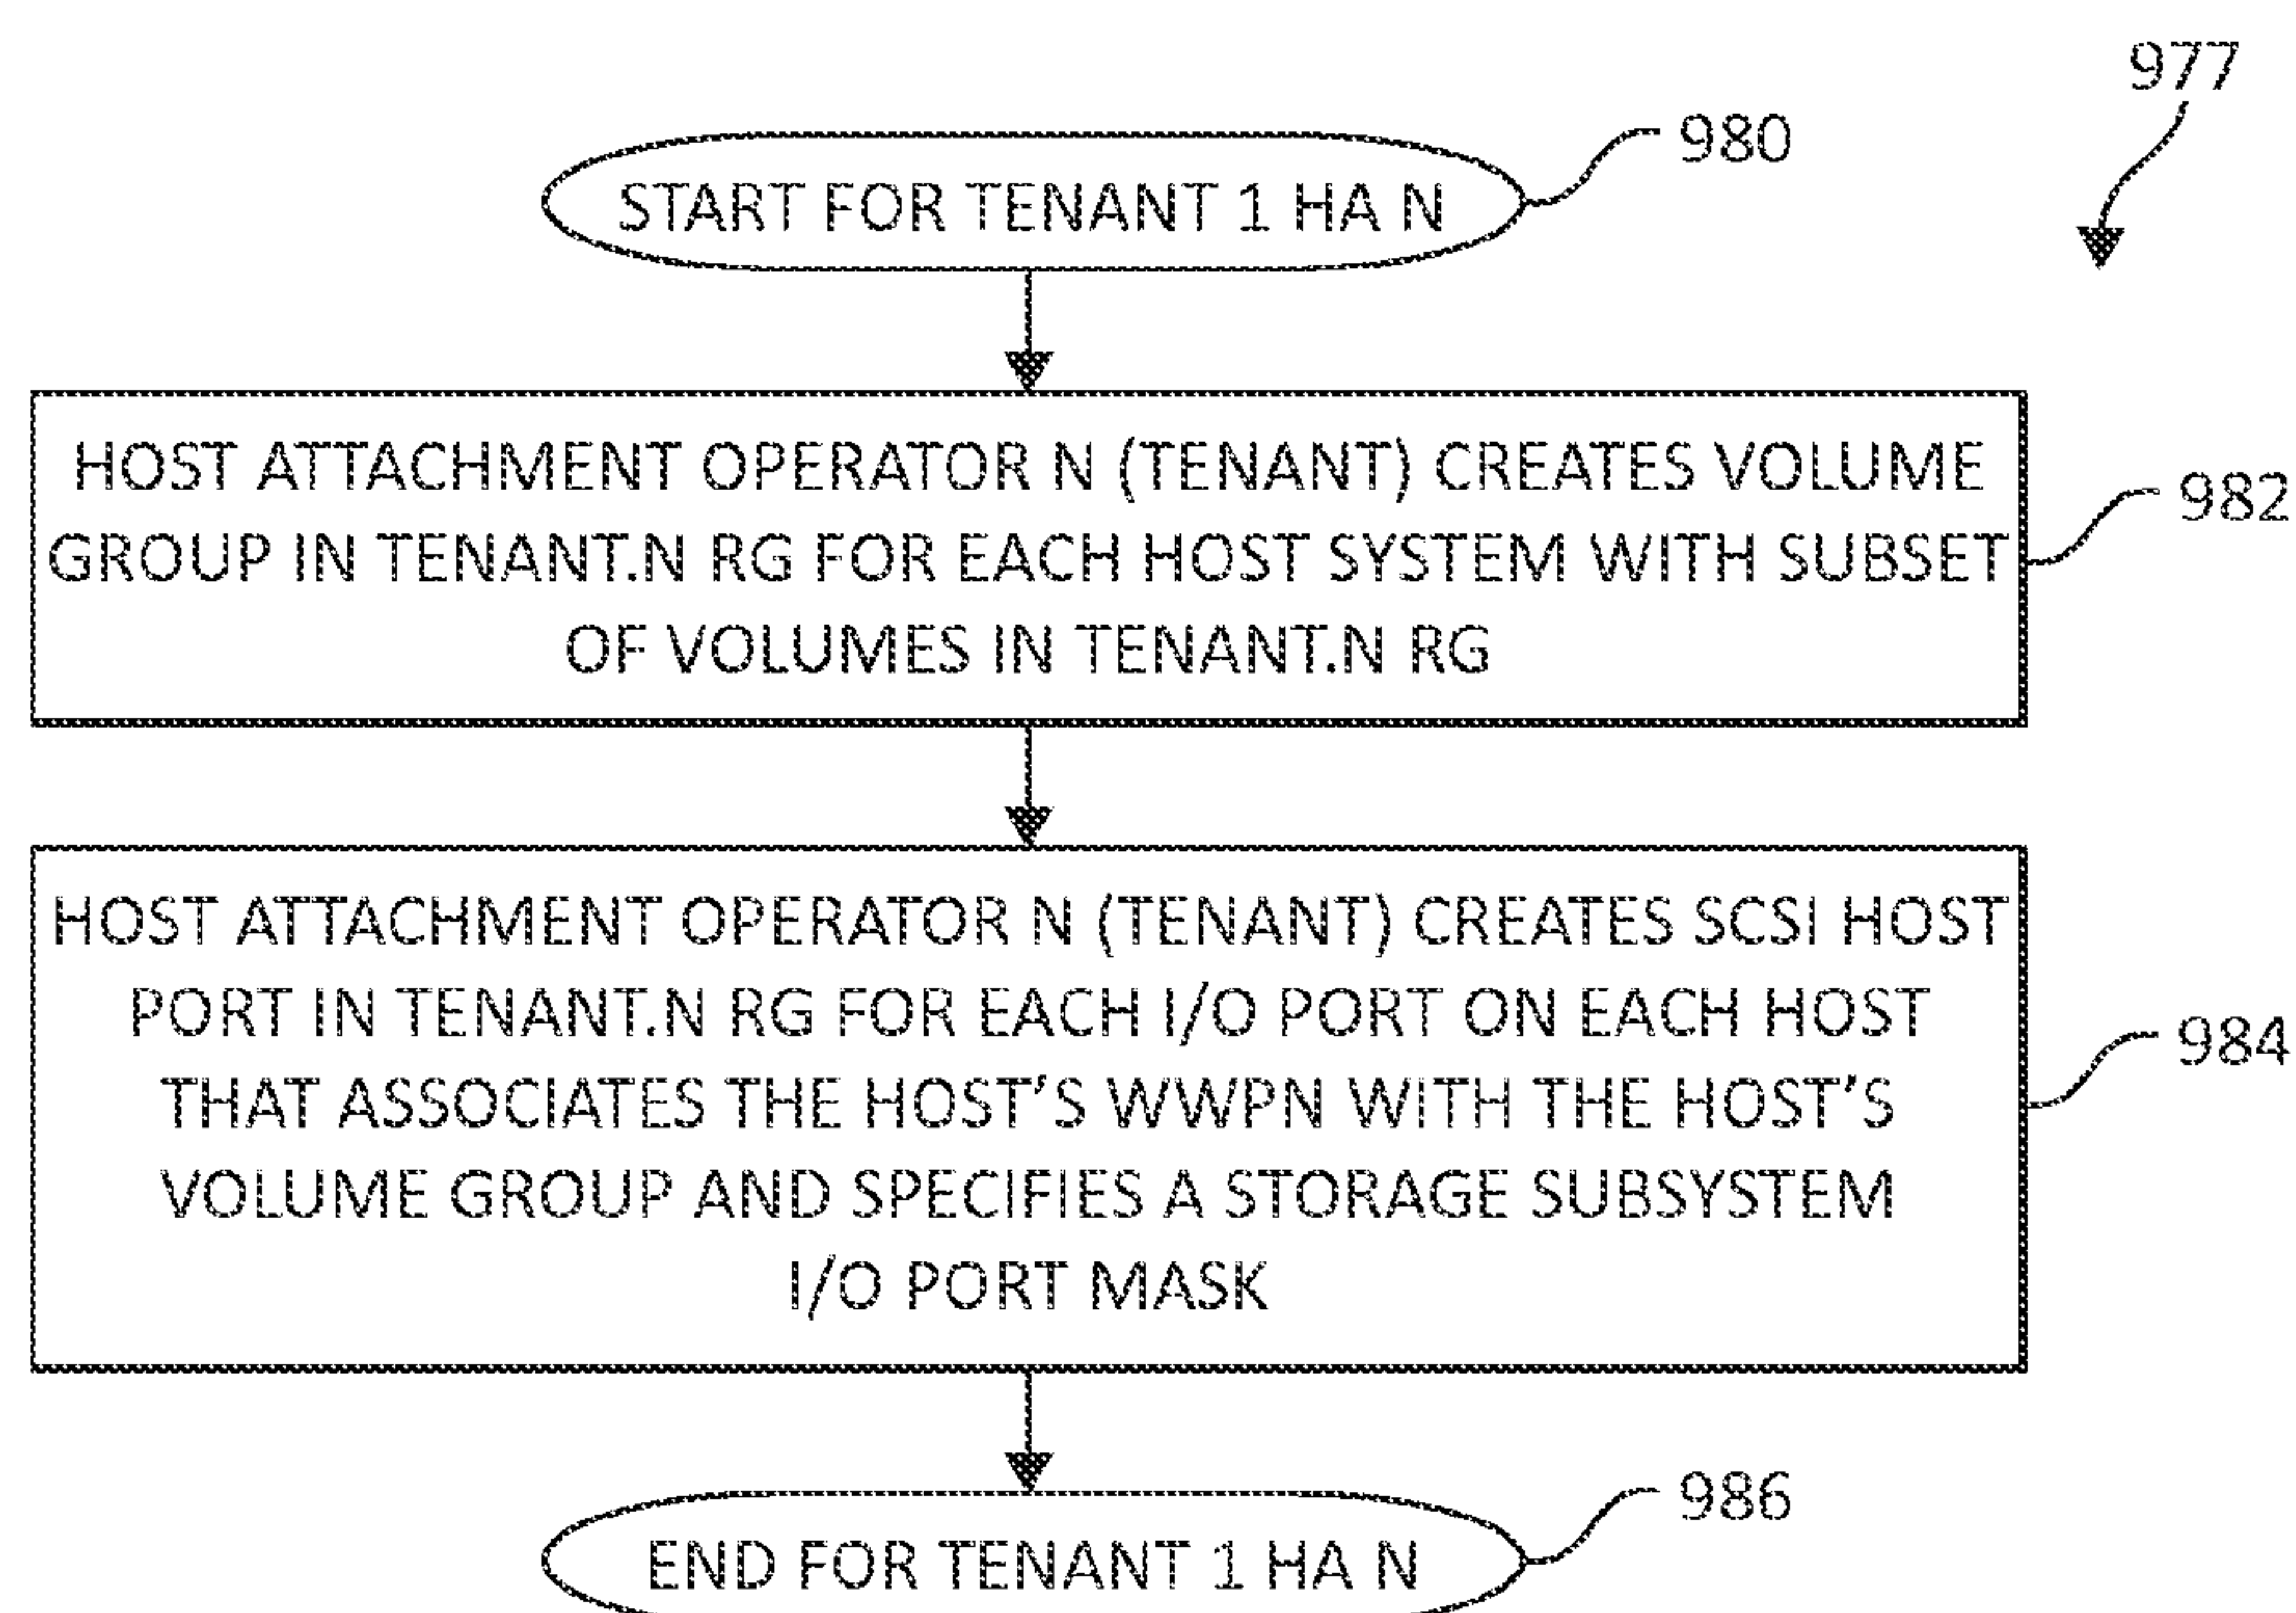 977
980
START FOR TENANT 1 HA N
HOST ATTACHMENT OPERATOR N (TENANT) CREATES VOLUME
GROUP IN TENANT.N RG FOR EACH HOST SYSTEM WITH SUBSET
OF VOLUMES IN TENANT.N RG
982
HOST ATTACHMENT OPERATOR N (TENANT) CREATES SCSI HOST
PORT IN TENANT.N RG FOR EACH I/O PORT ON EACH HOST
THAT ASSOCIATES THE HOST'S WWPN WITH THE HOST'S
VOLUME GROUP AND SPECIFIES A STORAGE SUBSYSTEM
I/O PORT MASK
984
986
END FOR TENANT 1 HA N